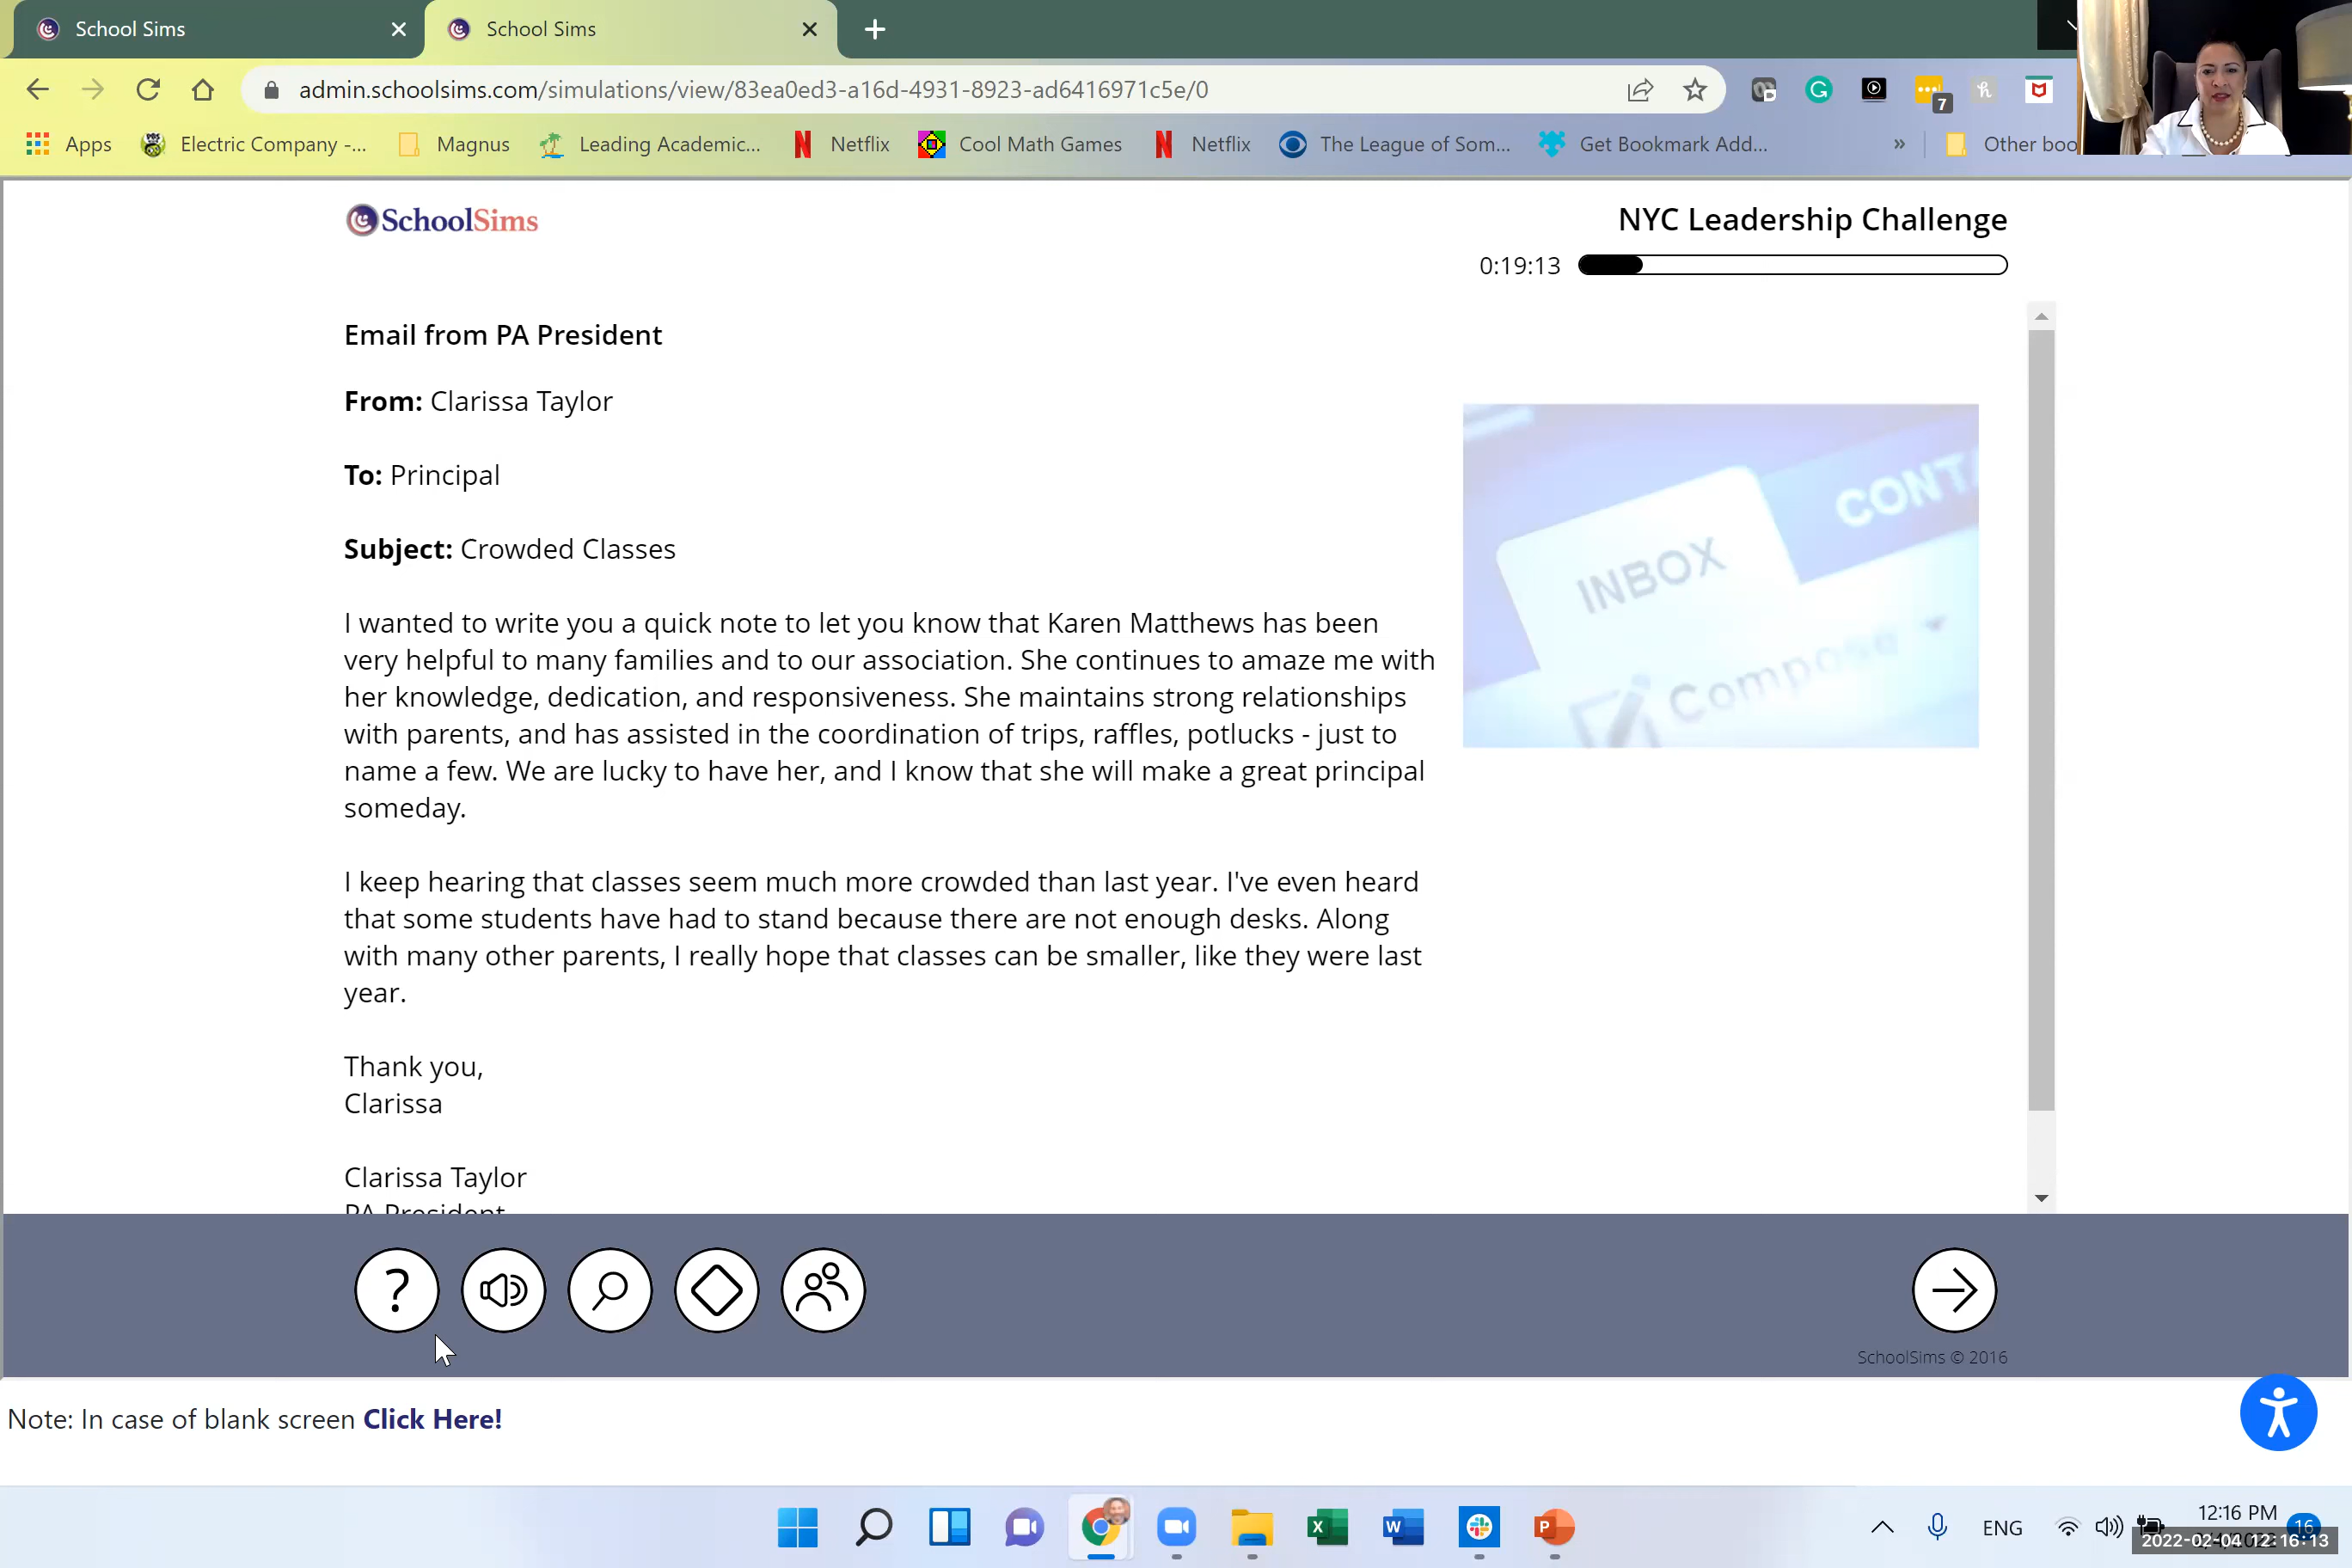 School Sims
School Sims
admin.schoolsims.com/simulations/view/83ea0ed3-a16d-4931-8923-ad6416971c5e/0
7
Apps
Electric Company -...
Magnus
Leading Academic...
Netflix
Cool Math Games
Netflix
The League of Som...
Get Bookmark Add...
»
Other boo
SchoolSims
NYC Leadership Challenge
0:19:13
Email from PA President
From: Clarissa Taylor
To: Principal
Subject: Crowded Classes
I wanted to write you a quick note to let you know that Karen Matthews has been
very helpful to many families and to our association. She continues to amaze me with
her knowledge, dedication, and responsiveness. She maintains strong relationships
with parents, and has assisted in the coordination of trips, raffles, potlucks - just to
name a few. We are lucky to have her, and I know that she will make a great principal
someday.
I keep hearing that classes seem much more crowded than last year. I've even heard
that some students have had to stand because there are not enough desks. Along
with many other parents, I really hope that classes can be smaller, like they were last
year.
Thank you,
Clarissa
Clarissa Taylor
PA President
INBOX
CONT
Compose
?
SchoolSims © 2016
Note: In case of blank screen Click Here!
ENG
12:16 PM
16
2022-02-04 12:16:13